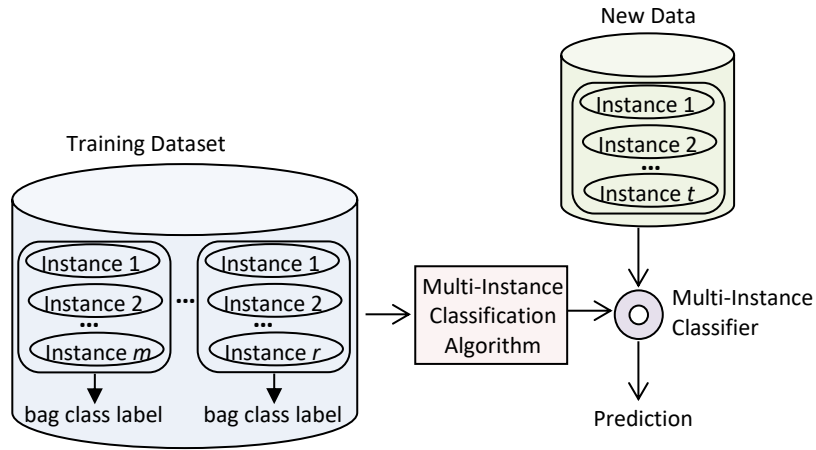 New Data
Instance 1
Instance 2
...
Instance t
Training Dataset
Instance 1
Instance 2
...
Instance m
bag class label
...
Instance 1
Instance 2
...
Instance r
bag class label
Multi-Instance
Classification
Algorithm
Multi-Instance
Classifier
Prediction